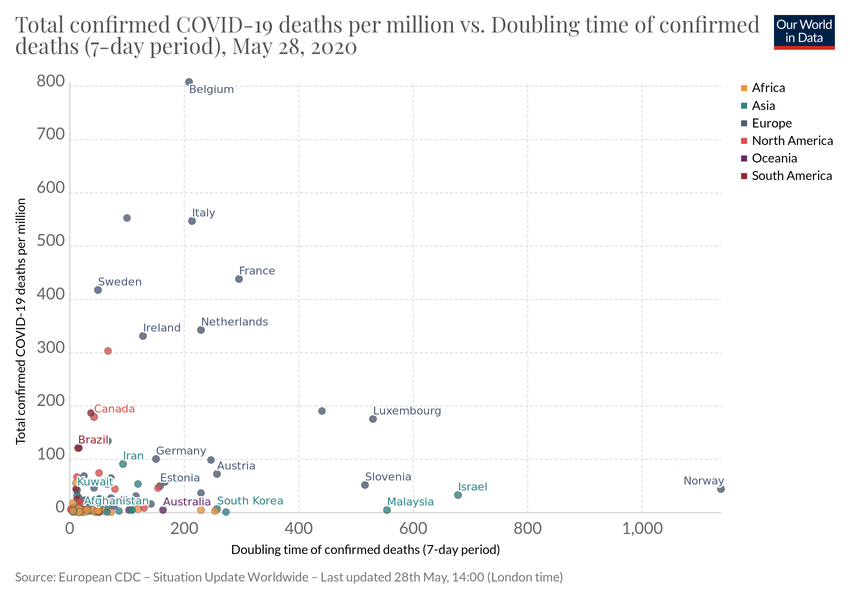 Total confirmed COVID-19 deaths per million vs. Doubling time of confirmed
deaths (7-day period), May 28, 2020
Our World
in Data
800
700
600
500
400
300
200
100
0
Total confirmed COVID-19 deaths per million
Belgium
Italy
France
Sweden
Ireland
Netherlands
Canada
Luxembourg
Brazil
Iran
Germany
Austria
Kuwait
Estonia
Slovenia
Israel
Norway
Afghanistan
Australia
South Korea
Malaysia
0
200
400
600
800
1,000
Doubling time of confirmed deaths (7-day period)
Africa
Asia
Europe
North America
Oceania
South America
Source: European CDC – Situation Update Worldwide – Last updated 28th May, 14:00 (London time)